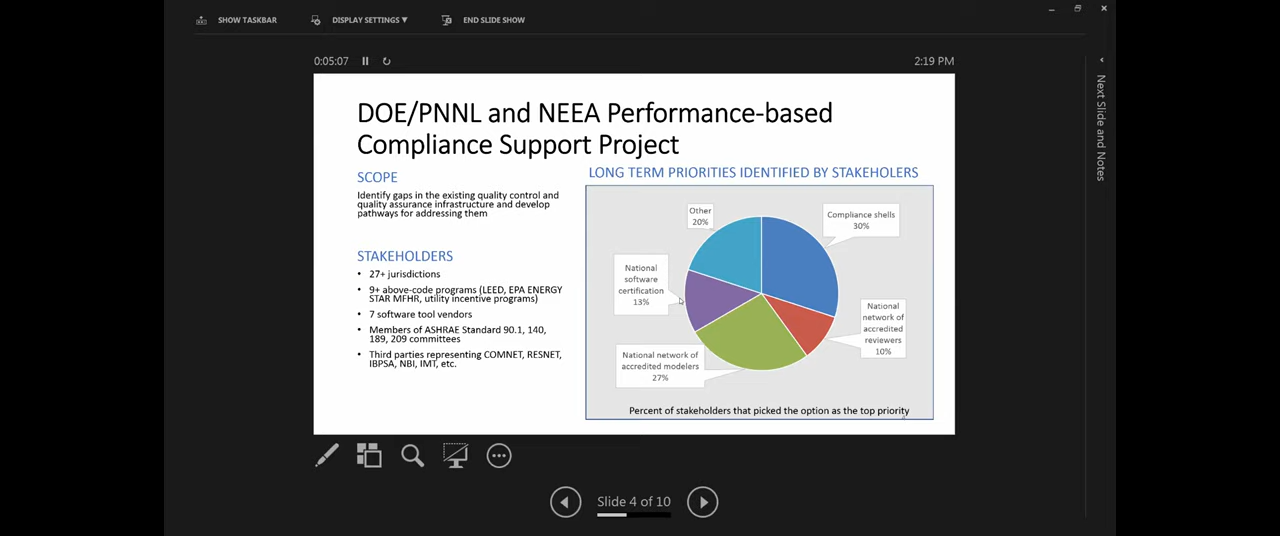 SHOW TASKBAR
DISPLAY SETTINGS ▼
END SLIDE SHOW
0:05:07
2:19 PM
Next Slide and Notes
DOE/PNNL and NEEA Performance-based
Compliance Support Project
SCOPE
Identify gaps in the existing quality control and
quality assurance infrastructure and develop
pathways for addressing them
STAKEHOLDERS
• 27+ jurisdictions
• 9+ above-code programs (LEED, EPA ENERGY
STAR MFHR, utility incentive programs)
• 7 software tool vendors
• Members of ASHRAE Standard 90.1, 140,
189, 209 committees
• Third parties representing COMNET, RESNET,
IBPSA, NBI, IMT, etc.
LONG TERM PRIORITIES IDENTIFIED BY STAKEHOLERS
Other
20%
Compliance shells
30%
National
software
certification
13%
National
network of
accredited
reviewers
10%
National network of
accredited modelers
27%
Percent of stakeholders that picked the option as the top priority
4
Slide 4 of 10